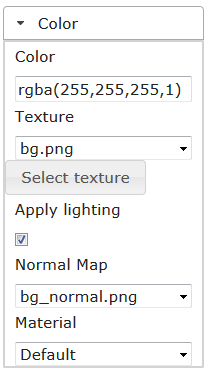 Color
Color
rgba(255,255,255,1)
Texture
bg.png
Select texture
Apply lighting
Normal Map
bg_normal.png
Material
Default